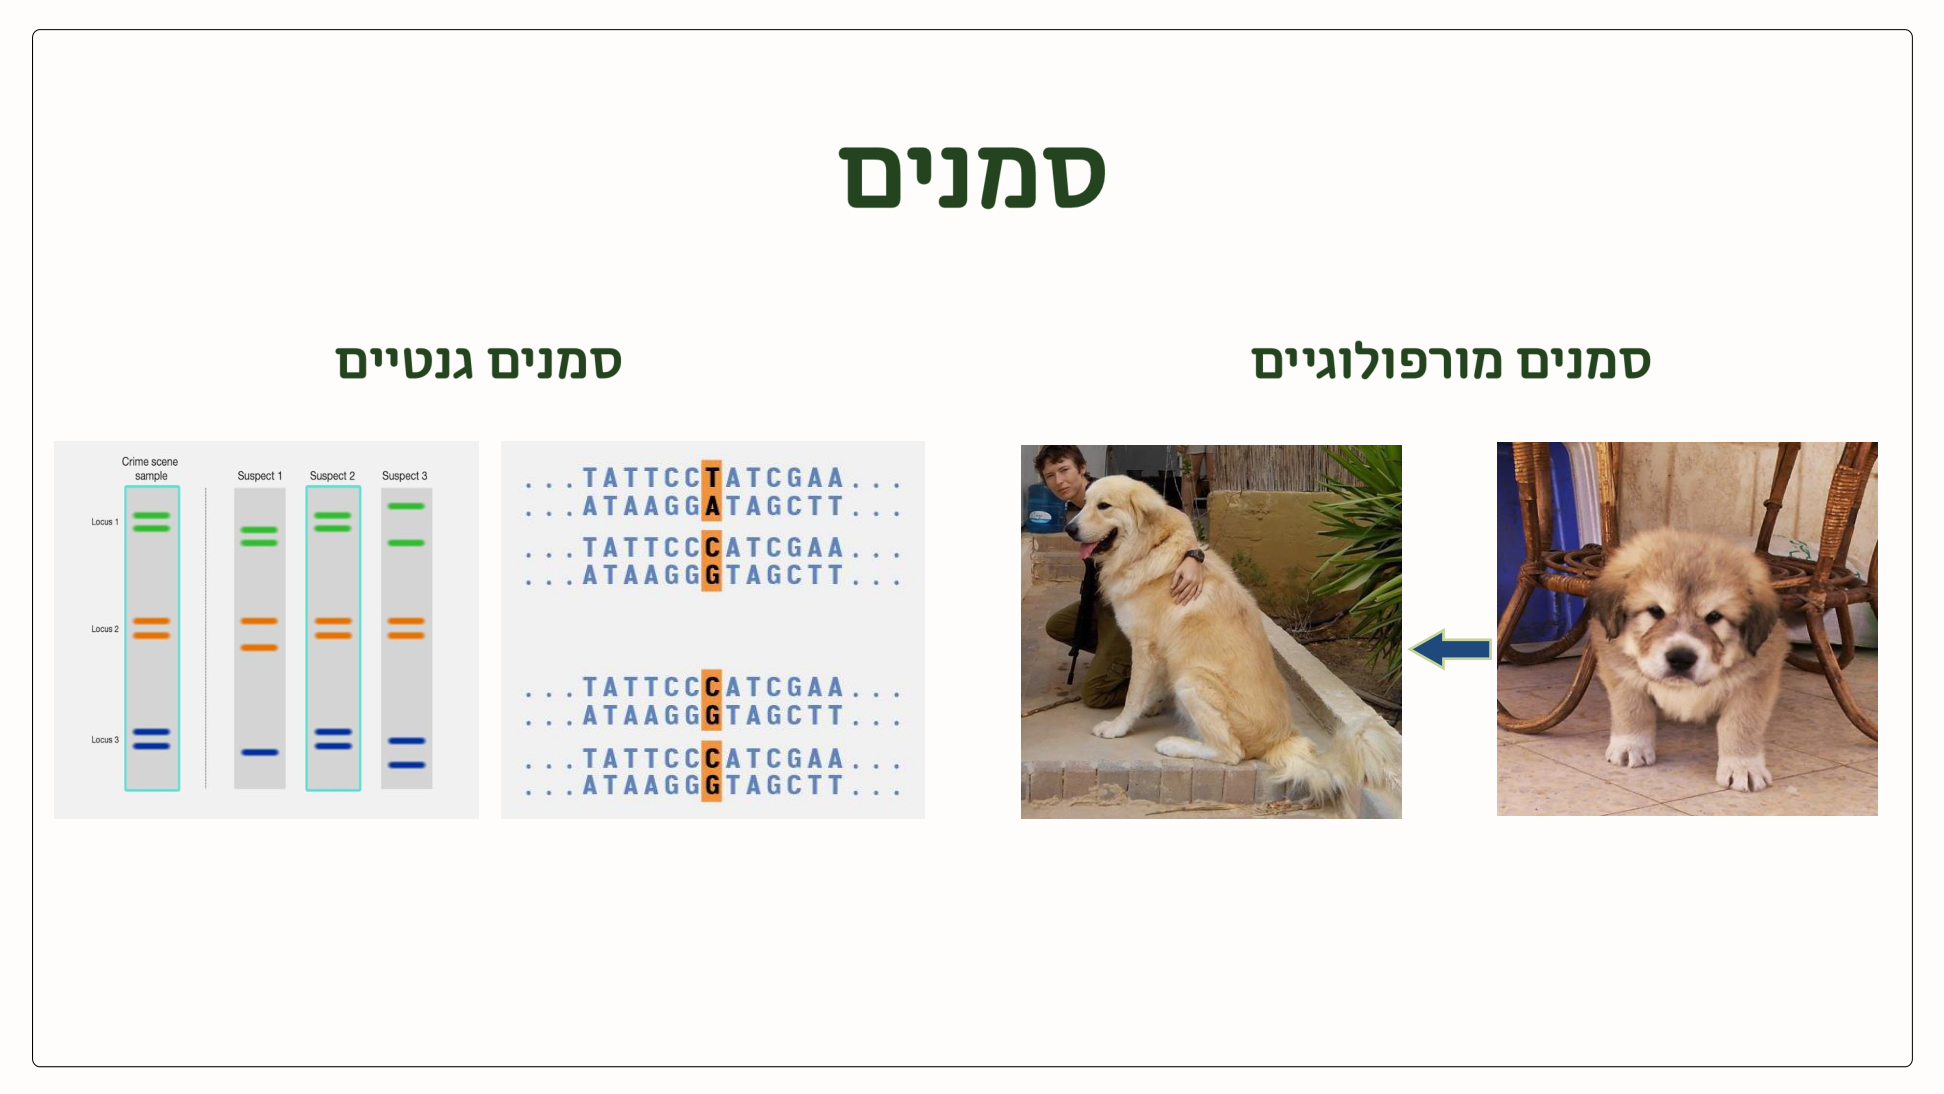 סמנים
סמנים מורפולוגיים
סמנים גנטיים
Crime scene
sample
Suspect 1
Suspect 2
Suspect 3
Locus 1
Locus 2
Locus 3
...TATTCCTATCGAA...
...ATAAGGATAGCTT...
...TATTCCCATCGAA...
...ATAAGGGTAGCTT...
...TATTCCCATCGAA...
...ATAAGGGTAGCTT...
...TATTCCCATCGAA...
...ATAAGGGTAGCTT...